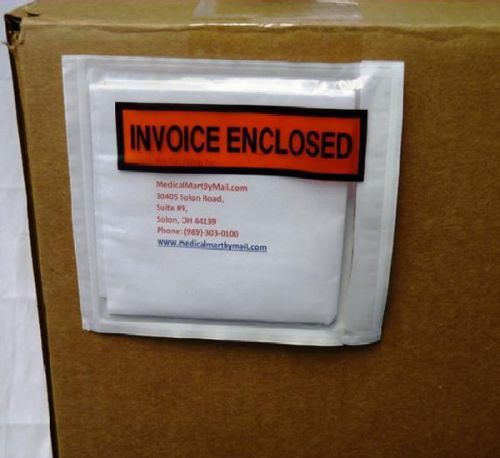 INVOICE ENCLOSED
MedicalMartByMail.com
30405 Solon Road,
Suite #9,
Solon, OH 44139
Phone: (989)-303-0100
www.medicalmartbymail.com